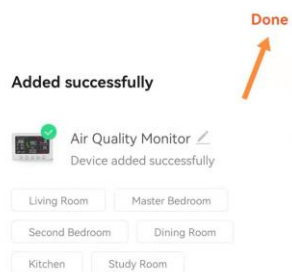 Done
Added successfully
Air Quality Monitor
Device added successfully
Living Room
Master Bedroom
Second Bedroom
Dining Room
Kitchen
Study Room